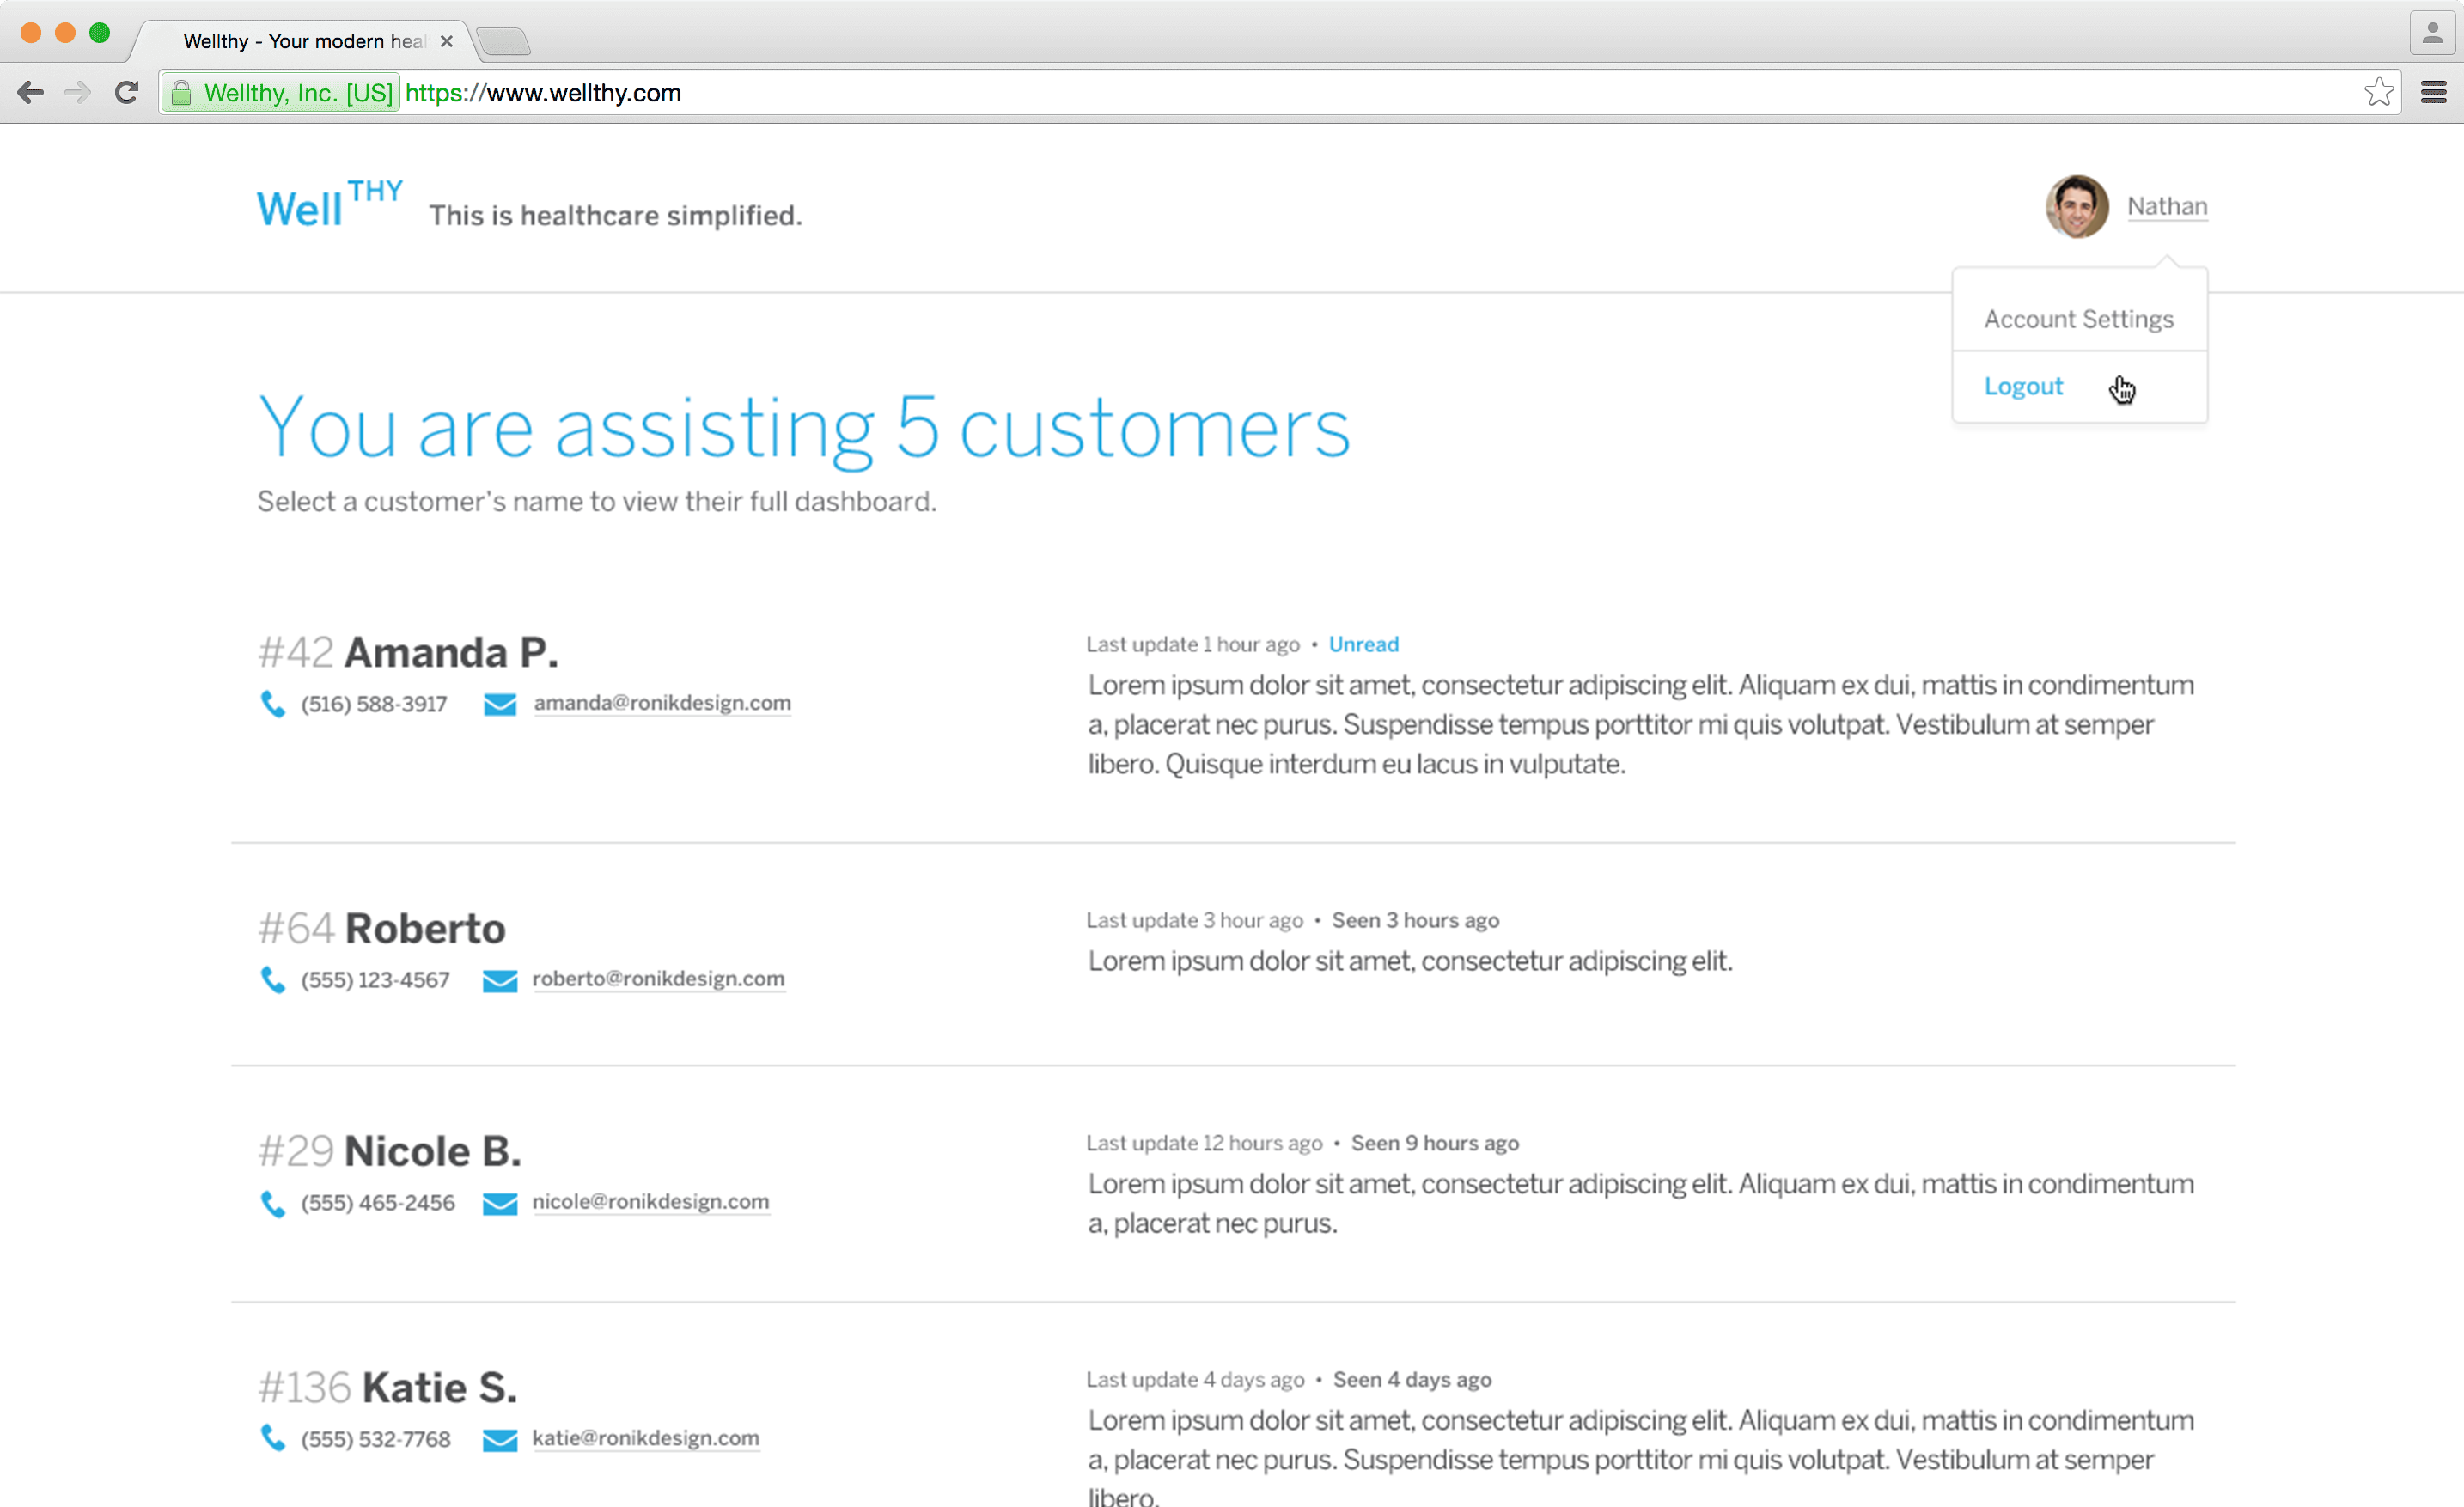 Wellthy - Your modern heal
Wellthy, Inc. [US] https://www.wellthy.com
WellTHY This is healthcare simplified.
Nathan
Account Settings
Logout
You are assisting 5 customers
Select a customer's name to view their full dashboard.
#42 Amanda P.
(516) 588-3917 amanda@ronikdesign.com
Last update 1 hour ago • Unread
Lorem ipsum dolor sit amet, consectetur adipiscing elit. Aliquam ex dui, mattis in condimentum
a, placerat nec purus. Suspendisse tempus porttitor mi quis volutpat. Vestibulum at semper
libero. Quisque interdum eu lacus in vulputate.
#64 Roberto
(555) 123-4567 roberto@ronikdesign.com
Last update 3 hour ago • Seen 3 hours ago
Lorem ipsum dolor sit amet, consectetur adipiscing elit.
#29 Nicole B.
(555) 465-2456 nicole@ronikdesign.com
Last update 12 hours ago • Seen 9 hours ago
Lorem ipsum dolor sit amet, consectetur adipiscing elit. Aliquam ex dui, mattis in condimentum
a, placerat nec purus.
#136 Katie S.
(555) 532-7768 katie@ronikdesign.com
Last update 4 days ago • Seen 4 days ago
Lorem ipsum dolor sit amet, consectetur adipiscing elit. Aliquam ex dui, mattis in condimentum
a, placerat nec purus. Suspendisse tempus porttitor mi quis volutpat. Vestibulum at semper
libero.